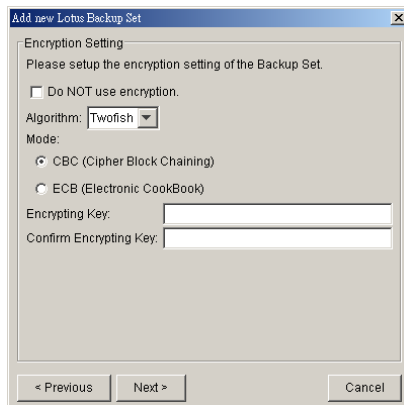 Add new Lotus Backup Set
Encryption Setting
Please setup the encryption setting of the Backup Set.
Do NOT use encryption.
Algorithm: Twofish
Mode:
CBC (Cipher Block Chaining)
ECB (Electronic CookBook)
Encrypting Key:
Confirm Encrypting Key:
< Previous Next > Cancel